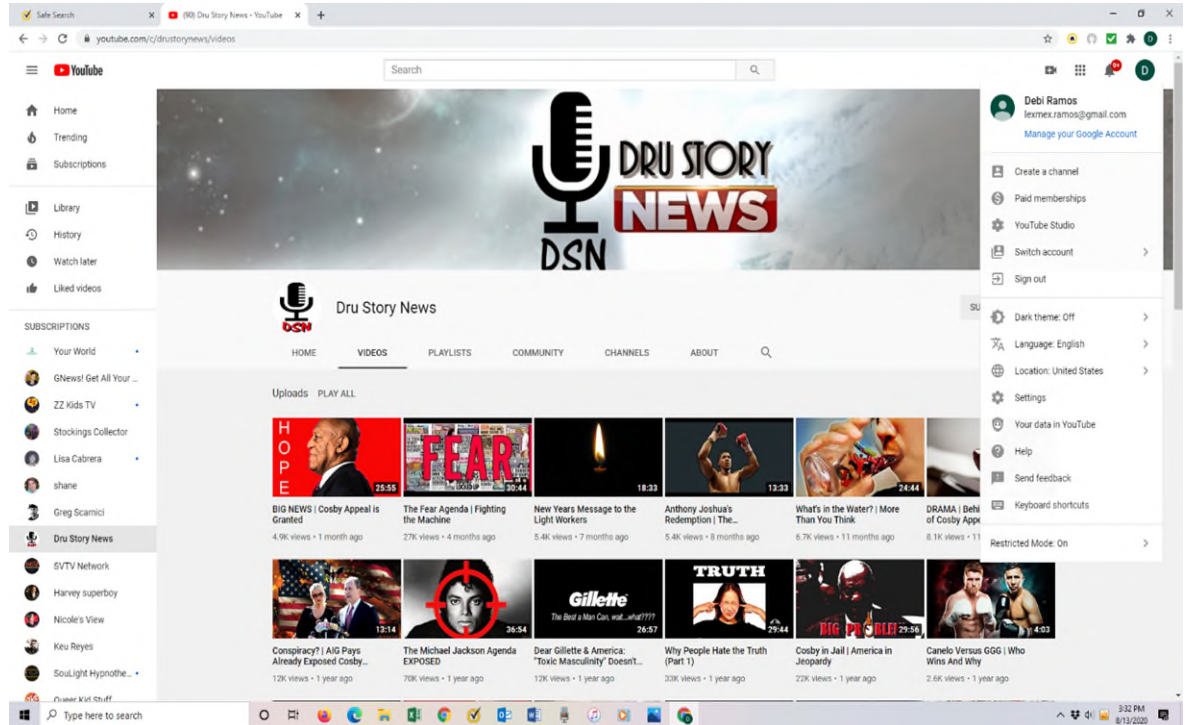 Safe Search
(90) Dru Story News - YouTube
youtube.com/c/drustorynews/videos
YouTube
Search
9+
D
Home
Trending
Subscriptions
Library
History
Watch later
Liked videos
SUBSCRIPTIONS
Your World
GNews! Get All Your ...
ZZ Kids TV
Stockings Collector
Lisa Cabrera
shane
Greg Scarnici
Dru Story News
SVTV Network
Harvey superboy
Nicole's View
Keu Reyes
SouLight Hypnothe...
Queer Kid Stuff
DRU STORY
NEWS
DSN
DSN
Dru Story News
SU
HOME VIDEOS PLAYLISTS COMMUNITY CHANNELS ABOUT
Uploads PLAY ALL
HOPE
25:55
FEAR
30:44
18:33
13:33
24:44
BIG NEWS | Cosby Appeal is
Granted
4.9K views • 1 month ago
The Fear Agenda | Fighting
the Machine
27K views • 4 months ago
New Years Message to the
Light Workers
5.4K views • 7 months ago
Anthony Joshua's
Redemption | The...
5.4K views • 8 months ago
What's in the Water? | More
Than You Think
6.7K views • 11 months ago
DRAMA | Behi
of Cosby Appe
8.1K views • 11
13:14
36:54
Gillette
The Best a Man Can, wait...what????
26:57
TRUTH
29:44
BIG PROBLEM
29:56
4:03
Conspiracy? | AIG Pays
Already Exposed Cosby...
12K views • 1 year ago
The Michael Jackson Agenda
EXPOSED
70K views • 1 year ago
Dear Gillette & America:
"Toxic Masculinity" Doesn't...
12K views • 1 year ago
Why People Hate the Truth
(Part 1)
33K views • 1 year ago
Cosby in Jail | America in
Jeopardy
22K views • 1 year ago
Canelo Versus GGG | Who
Wins And Why
2.6K views • 1 year ago
Debi Ramos
lexmex.ramos@gmail.com
Manage your Google Account
Create a channel
Paid memberships
YouTube Studio
Switch account
Sign out
Dark theme: Off
Language: English
Location: United States
Settings
Your data in YouTube
Help
Send feedback
Keyboard shortcuts
Restricted Mode: On
Type here to search
3:32 PM
8/13/2020